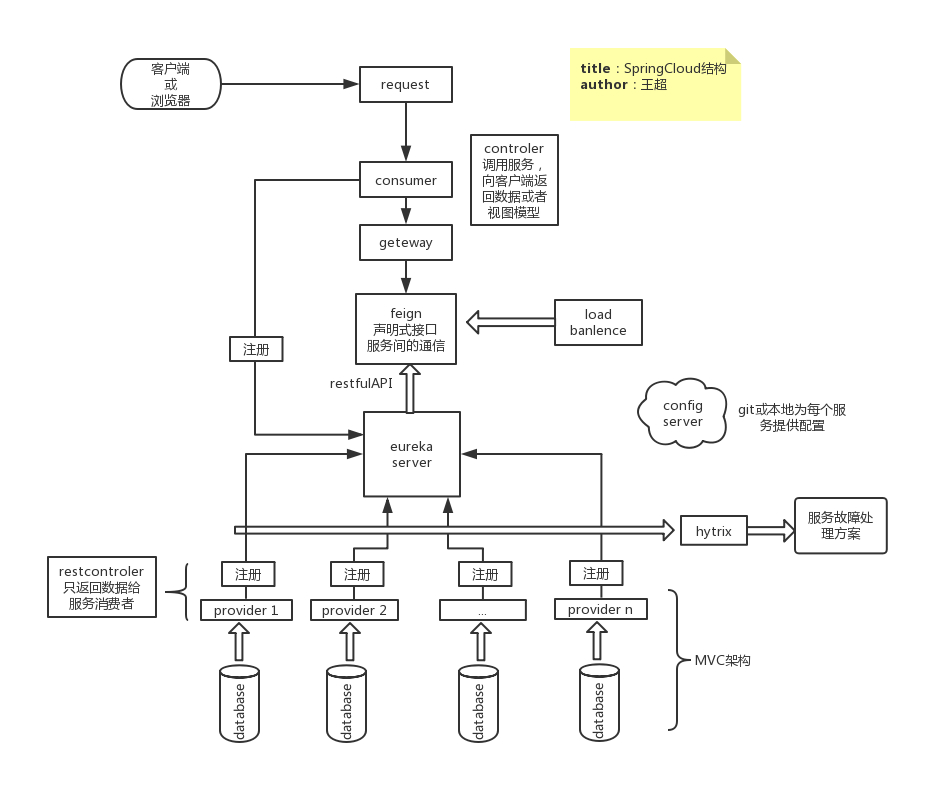 客户端
或
浏览器
request
title：SpringCloud结构
author：王超
controler
调用服务，
向客户端返
回数据或者
视图模型
consumer
geteway
feign
声明式接口
服务间的通信
load
banlence
注册
restfulAPI
config
server
git或本地为每个服
务提供配置
eureka
server
hytrix
服务故障处
理方案
restcontroler
只返回数据给
服务消费者
注册
注册
注册
注册
provider 1
provider 2
...
provider n
MVC架构
database
database
database
database